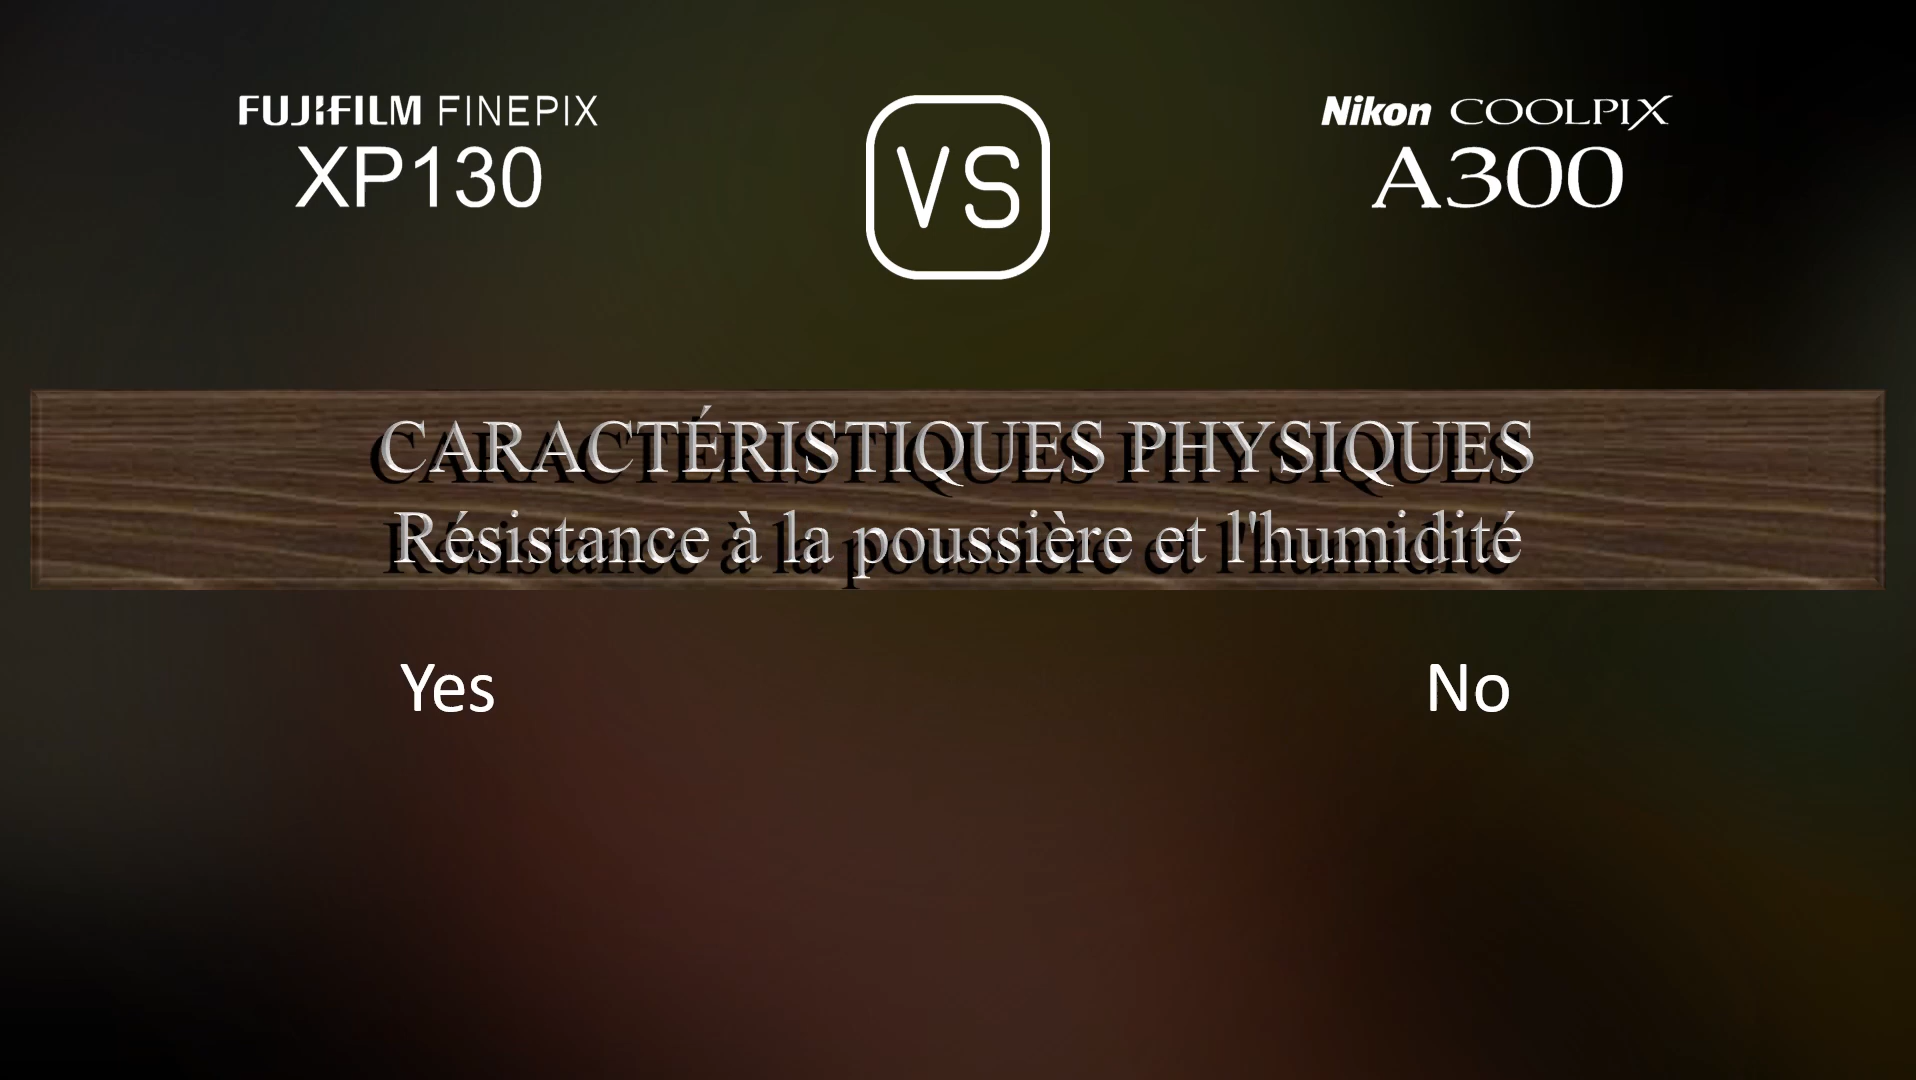 FUJIFILM FINEPIX
XP130
VS
Nikon COOLPIX
A300
CARACTÉRISTIQUES PHYSIQUES
Résistance à la poussière et l'humidité
Yes
No